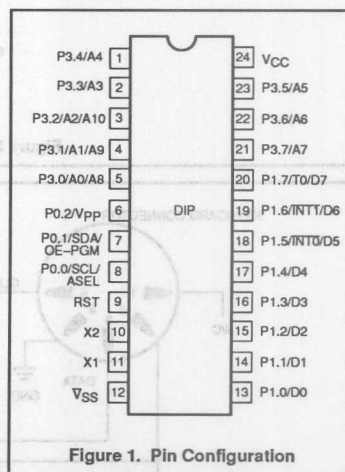 P3.4/A4 1
P3.3/A3 2
P3.2/A2/A10 3
P3.1/A1/A9 4
P3.0/A0/A8 5
P0.2/VPP 6
P0.1/SDA/
OE–PGM 7
P0.0/SCL/
ASEL 8
RST 9
X2 10
X1 11
VSS 12
DIP
24 VCC
23 P3.5/A5
22 P3.6/A6
21 P3.7/A7
20 P1.7/T0/D7
19 P1.6/INT1/D6
18 P1.5/INT0/D5
17 P1.4/D4
16 P1.3/D3
15 P1.2/D2
14 P1.1/D1
13 P1.0/D0
Figure 1. Pin Configuration